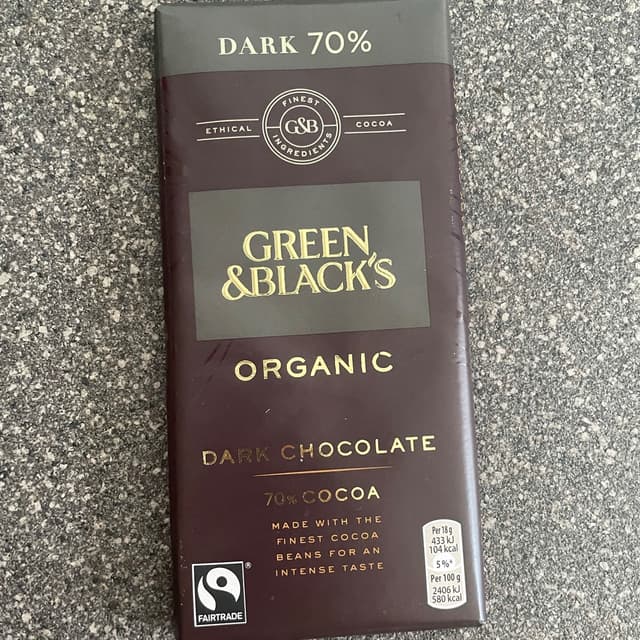 DARK 70%
FINEST
ETHICAL G&B COCOA
INGREDIENTS
GREEN
&BLACK'S
ORGANIC
DARK CHOCOLATE
70% COCOA
MADE WITH THE
FINEST COCOA
BEANS FOR AN
INTENSE TASTE
FAIRTRADE
®
Per 18g
433 kJ
104 kcal
5%*
Per 100 g
2406 kJ
580 kcal